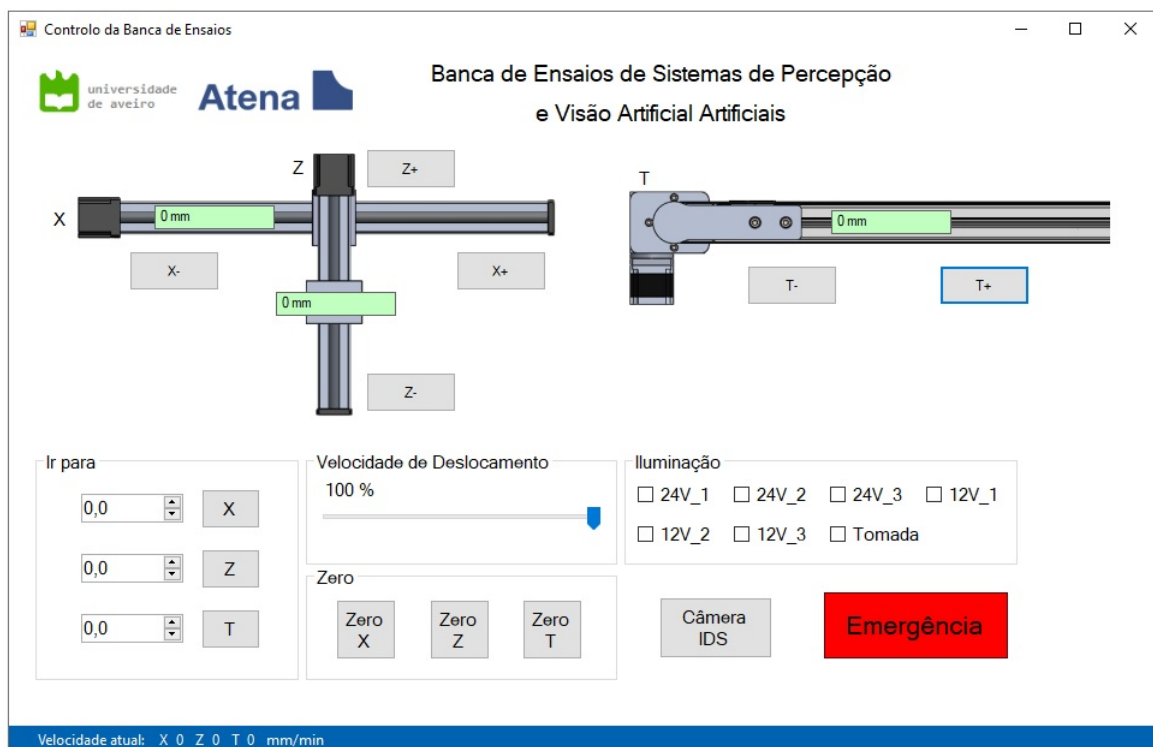 Controlo da Banca de Ensaios
universidade
de aveiro
Atena
Banca de Ensaios de Sistemas de Percepção
e Visão Artificial Artificiais
Z
Z+
T
X
0 mm
0 mm
X-
X+
T-
T+
0 mm
Z-
Ir para
Velocidade de Deslocamento
Iluminação
100 %
24V_1 24V_2 24V_3 12V_1
0,0 X
12V_2 12V_3 Tomada
0,0 Z
Zero
Zero
X
Zero
Z
Zero
T
Câmera
IDS
Emergência
0,0 T
Velocidade atual: X 0 Z 0 T 0 mm/min